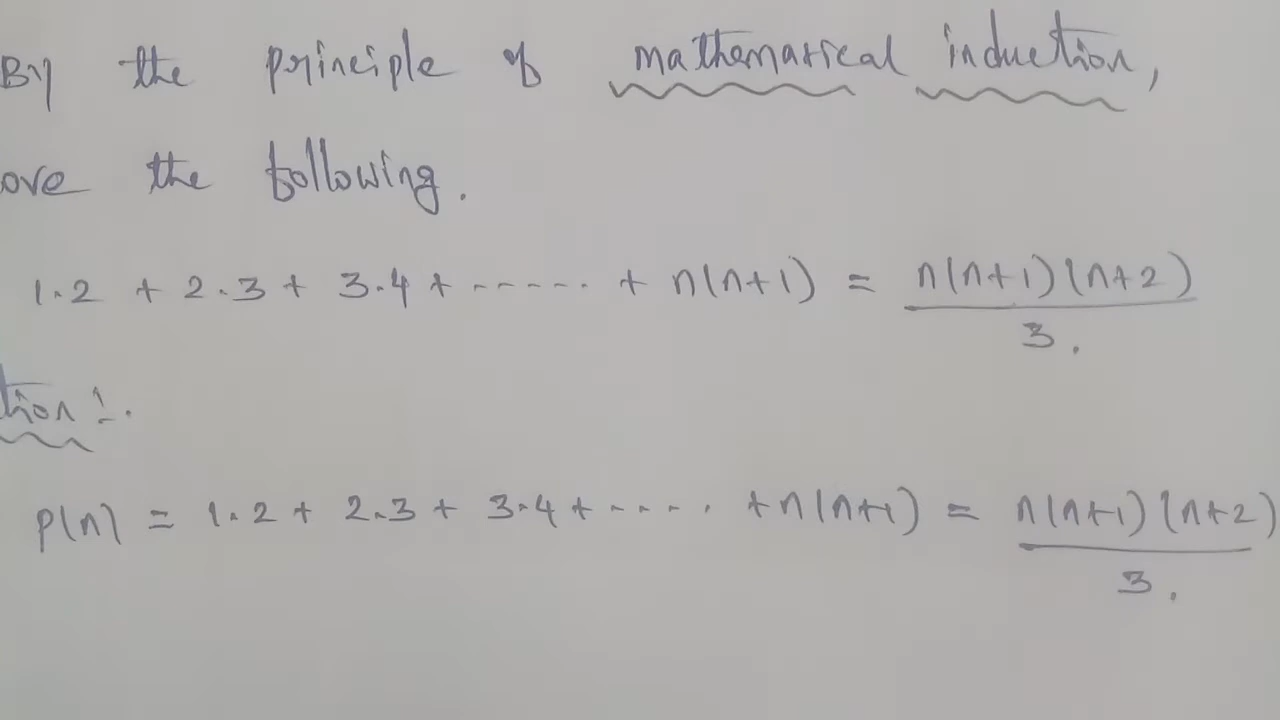 By the principle of mathematical induction,
ove the following.
1.2 + 2.3 + 3.4 + ...... + n(n+1) = n(n+1)(n+2)
3.
tion :.
P(n) = 1.2 + 2.3 + 3.4 + ..... + n(n+1) = n(n+1)(n+2)
3.